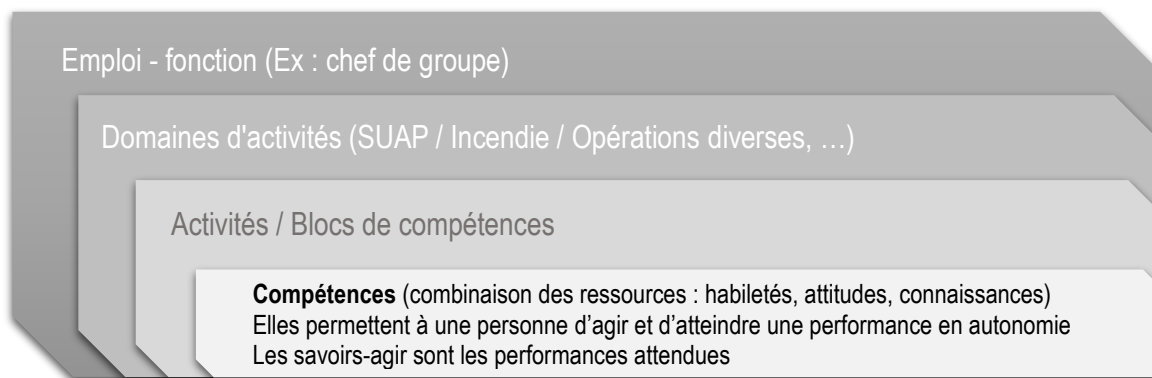 Emploi - fonction (Ex : chef de groupe)
Domaines d'activités (SUAP / Incendie / Opérations diverses, …)
Activités / Blocs de compétences
Compétences (combinaison des ressources : habiletés, attitudes, connaissances)
Elles permettent à une personne d’agir et d’atteindre une performance en autonomie
Les savoirs-agir sont les performances attendues